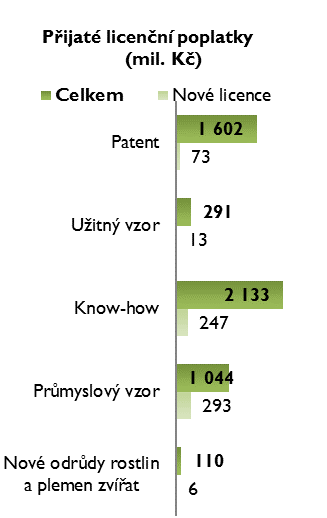 Přijaté licenční poplatky
(mil. Kč)
Celkem Nové licence
Patent
1 602
73
Užitný vzor
291
13
Know-how
2 133
247
Průmyslový vzor
1 044
293
Nové odrůdy rostlin
a plemen zvířat
110
6